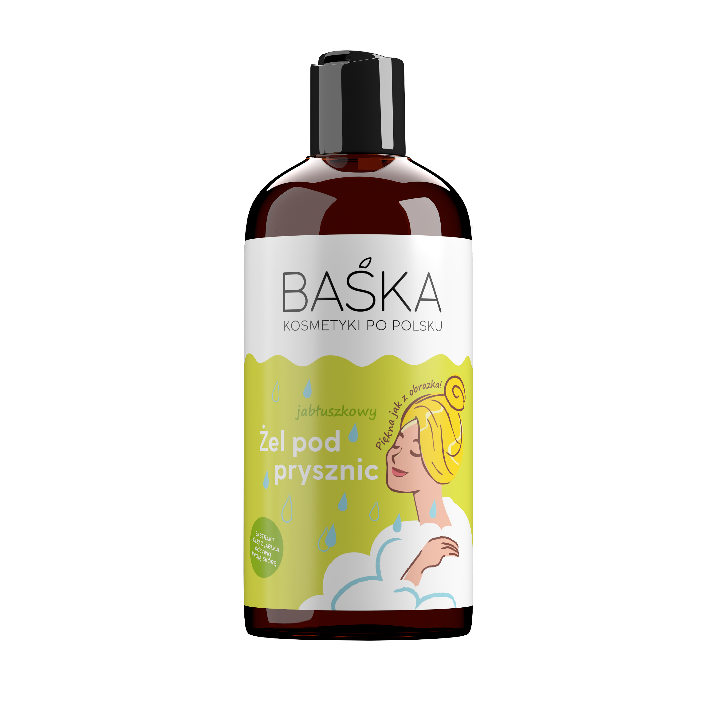 BAŚKA
KOSMETYKI PO POLSKU
Piękna jak z obrazka!
jabłuszkowy
Żel pod
prysznic